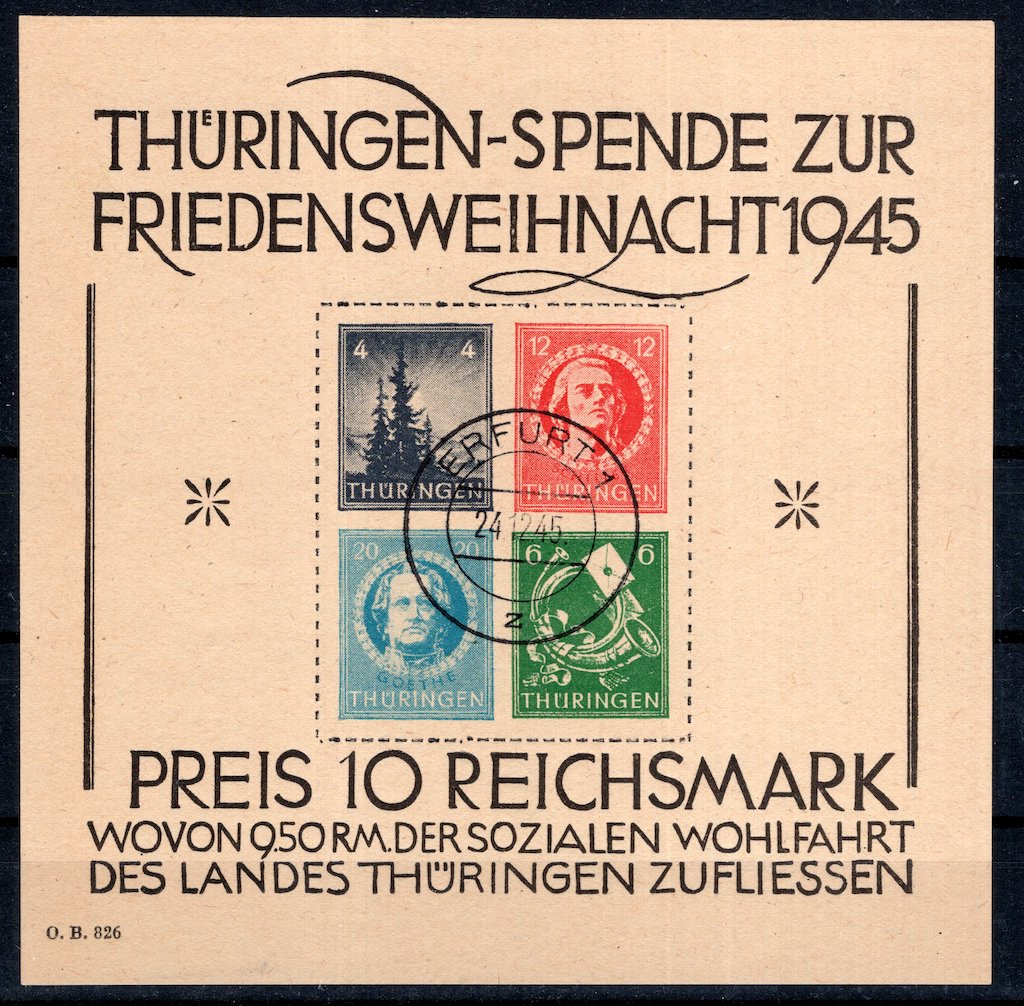 THÜRINGEN-SPENDE ZUR
FRIEDENSWEIHNACHT 1945
4 4
THÜRINGEN
12 12
THÜRINGEN
ERFURT 1
24.12.45.
z
20 20
GOETHE
THÜRINGEN
6 6
THÜRINGEN
PREIS 10 REICHSMARK
WOVON 9.50 RM. DER SOZIALEN WOHLFAHRT
DES LANDES THÜRINGEN ZUFLIESSEN
O. B. 826